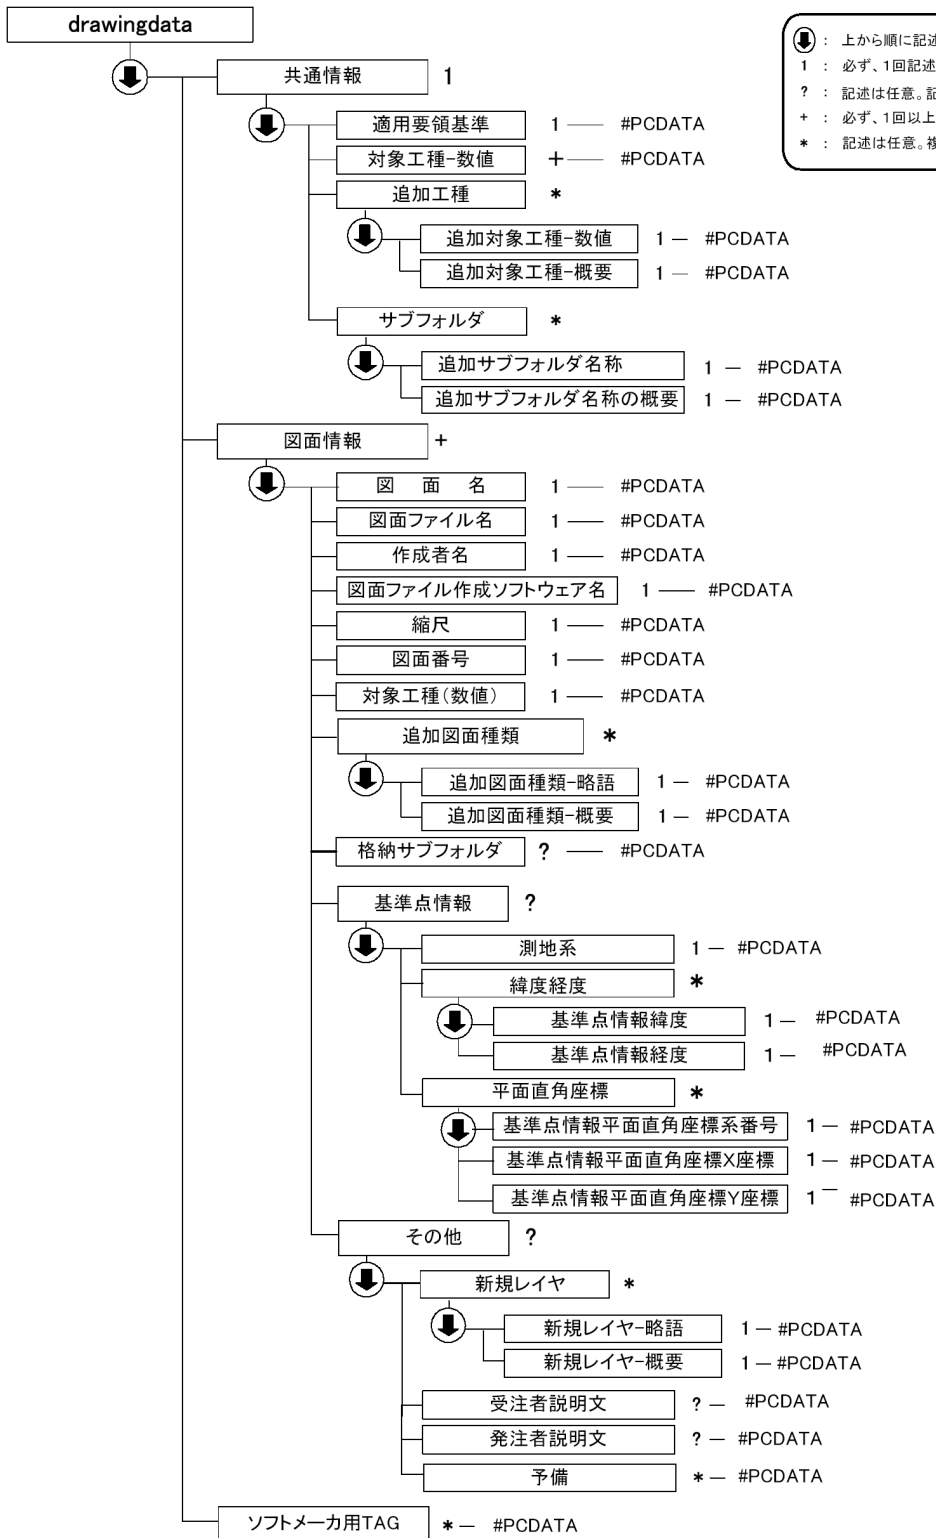 drawingdata
: 上から順に記述
1 : 必ず、1回記述
? : 記述は任意。記
+ : 必ず、1回以上
* : 記述は任意。複
共通情報 1
適用要領基準 1 ― #PCDATA
対象工種-数値 + ― #PCDATA
追加工種 *
追加対象工種-数値 1 ― #PCDATA
追加対象工種-概要 1 ― #PCDATA
サブフォルダ *
追加サブフォルダ名称 1 ― #PCDATA
追加サブフォルダ名称の概要 1 ― #PCDATA
図面情報 +
図 面 名 1 ― #PCDATA
図面ファイル名 1 ― #PCDATA
作成者名 1 ― #PCDATA
図面ファイル作成ソフトウェア名 1 ― #PCDATA
縮尺 1 ― #PCDATA
図面番号 1 ― #PCDATA
対象工種(数値) 1 ― #PCDATA
追加図面種類 *
追加図面種類-略語 1 ― #PCDATA
追加図面種類-概要 1 ― #PCDATA
格納サブフォルダ ? ― #PCDATA
基準点情報 ?
測地系 1 ― #PCDATA
緯度経度 *
基準点情報緯度 1 ― #PCDATA
基準点情報経度 1 ― #PCDATA
平面直角座標 *
基準点情報平面直角座標系番号 1 ― #PCDATA
基準点情報平面直角座標X座標 1 ― #PCDATA
基準点情報平面直角座標Y座標 1 ― #PCDATA
その他 ?
新規レイヤ *
新規レイヤ-略語 1 ― #PCDATA
新規レイヤ-概要 1 ― #PCDATA
受注者説明文 ? ― #PCDATA
発注者説明文 ? ― #PCDATA
予備 * ― #PCDATA
ソフトメーカ用TAG * ― #PCDATA